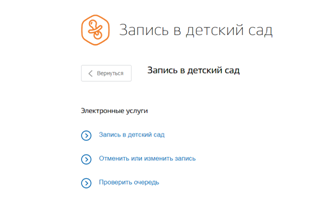 Запись в детский сад
Вернуться
Запись в детский сад
Электронные услуги
Запись в детский сад
Отменить или изменить запись
Проверить очередь